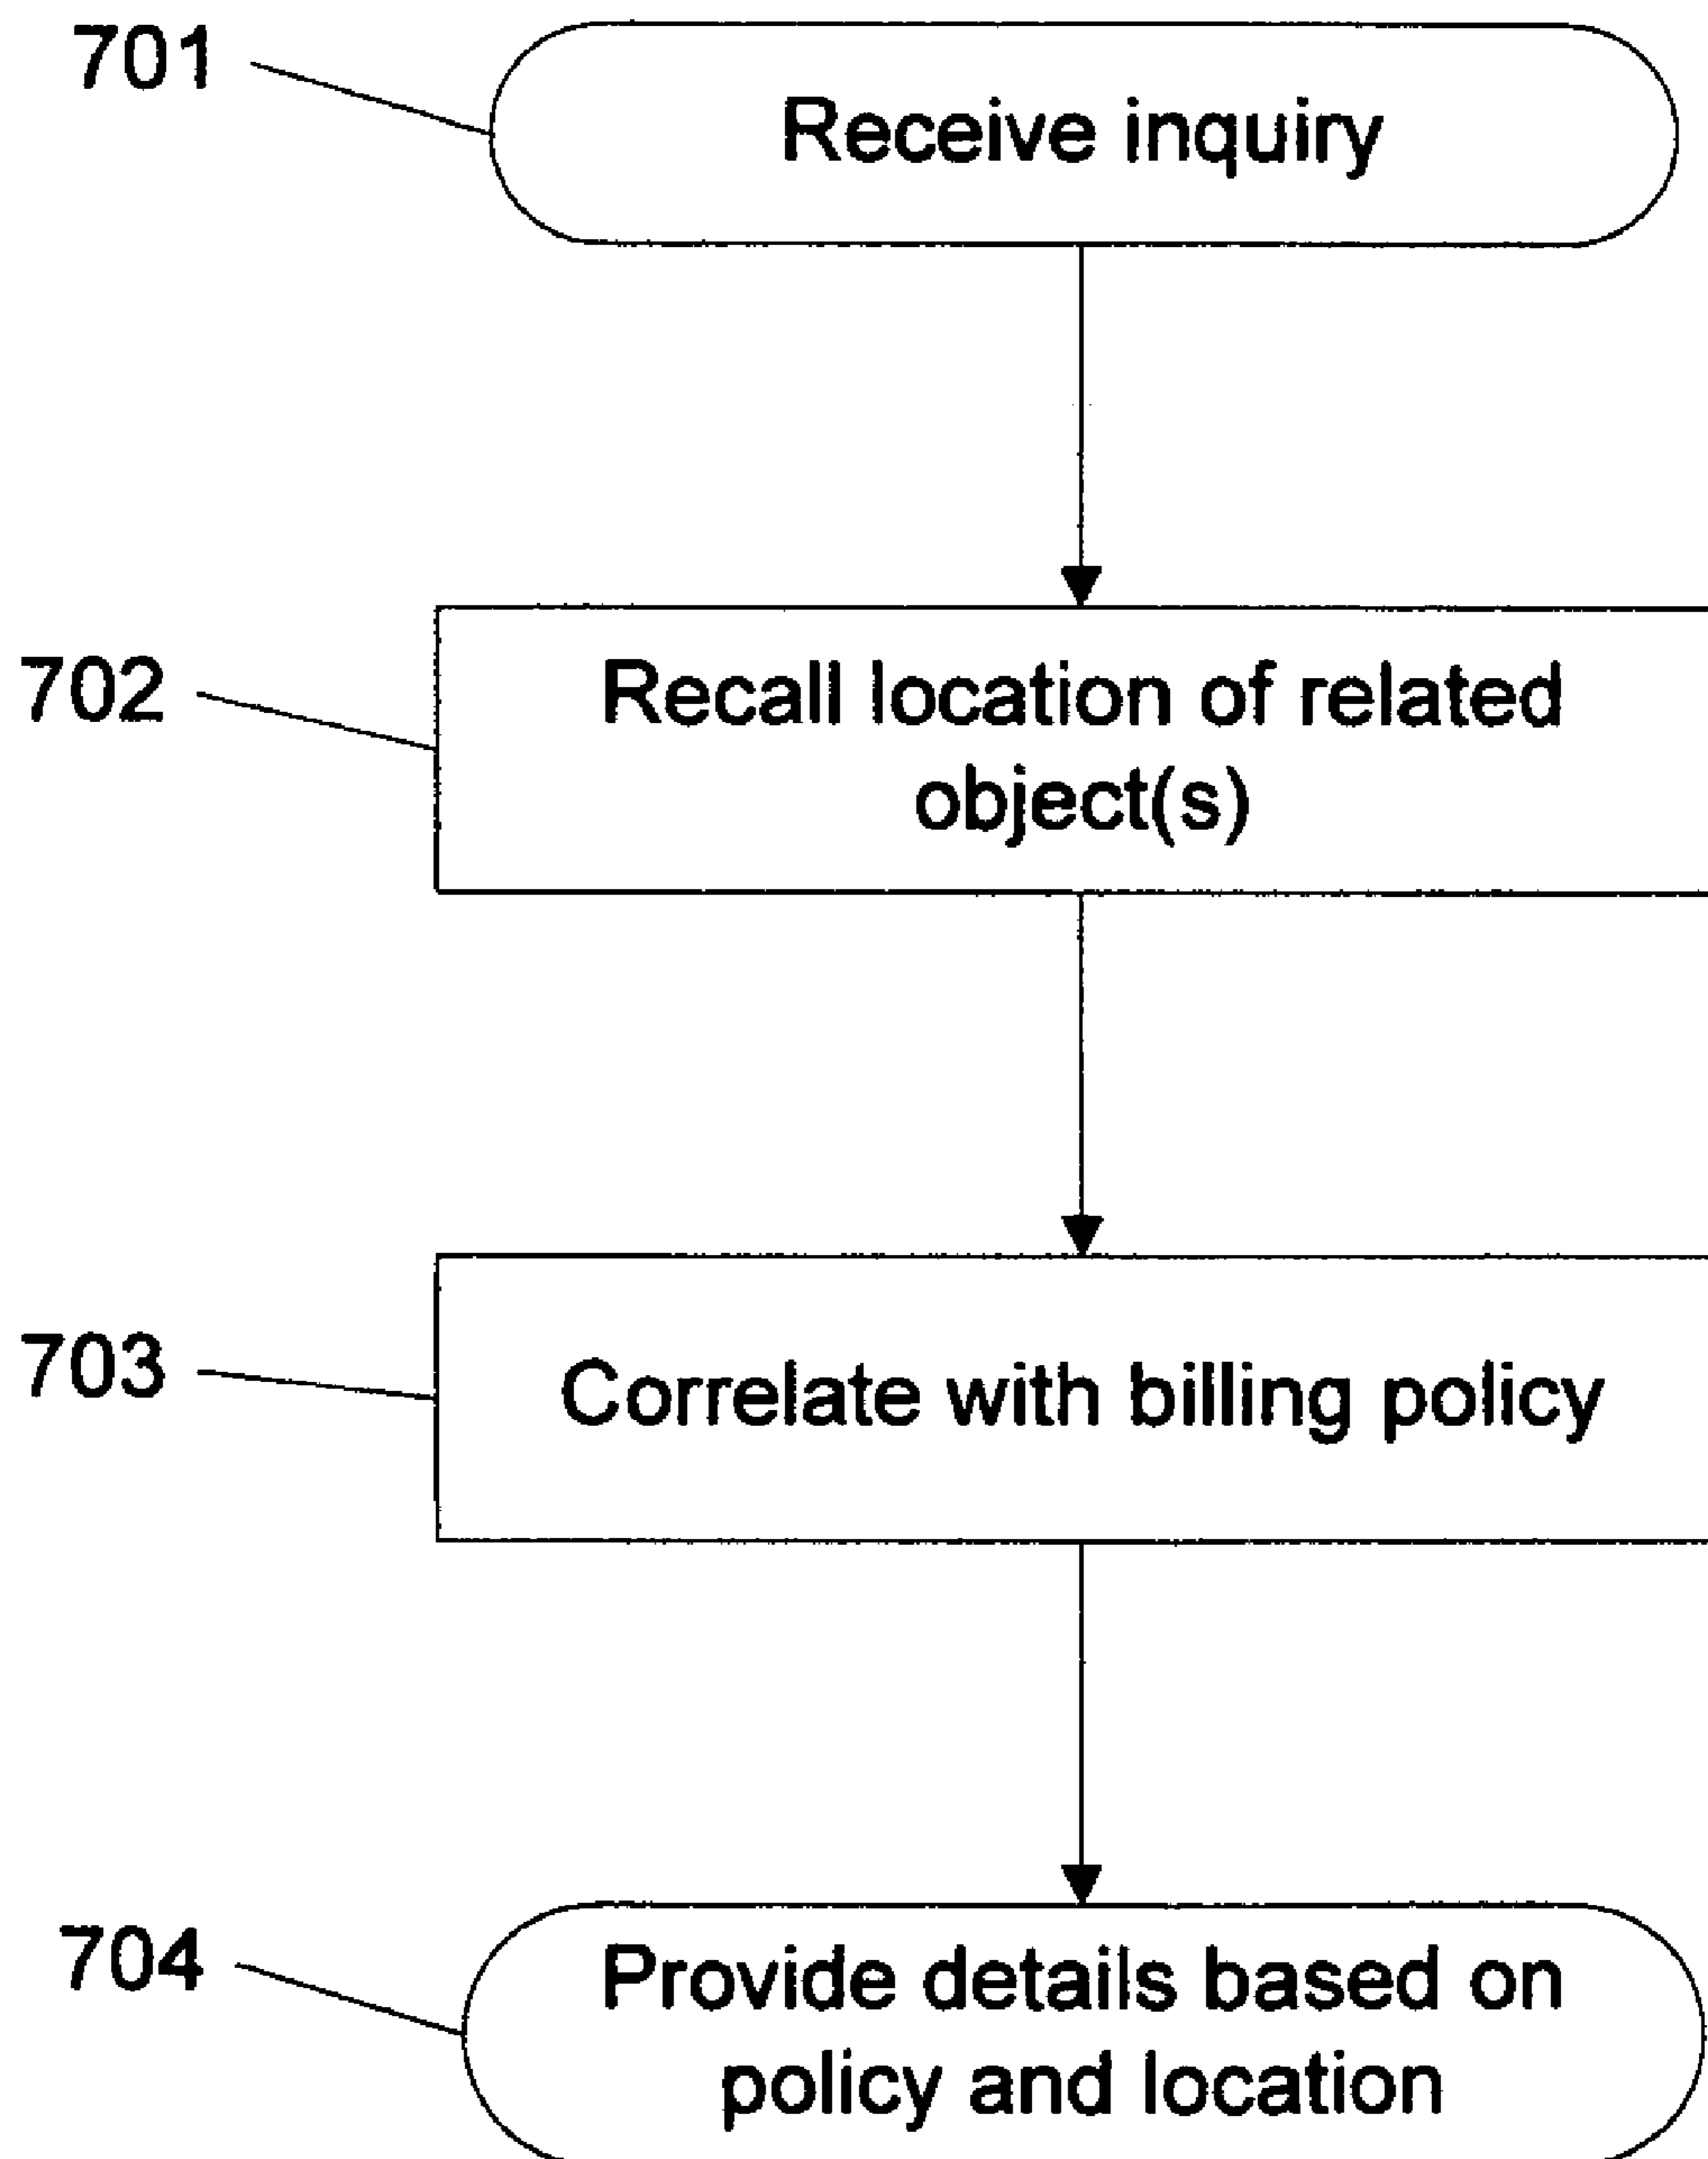 701
Receive inquiry
702
Recall location of related
object(s)
703
Correlate with billing policy
704
Provide details based on
policy and location